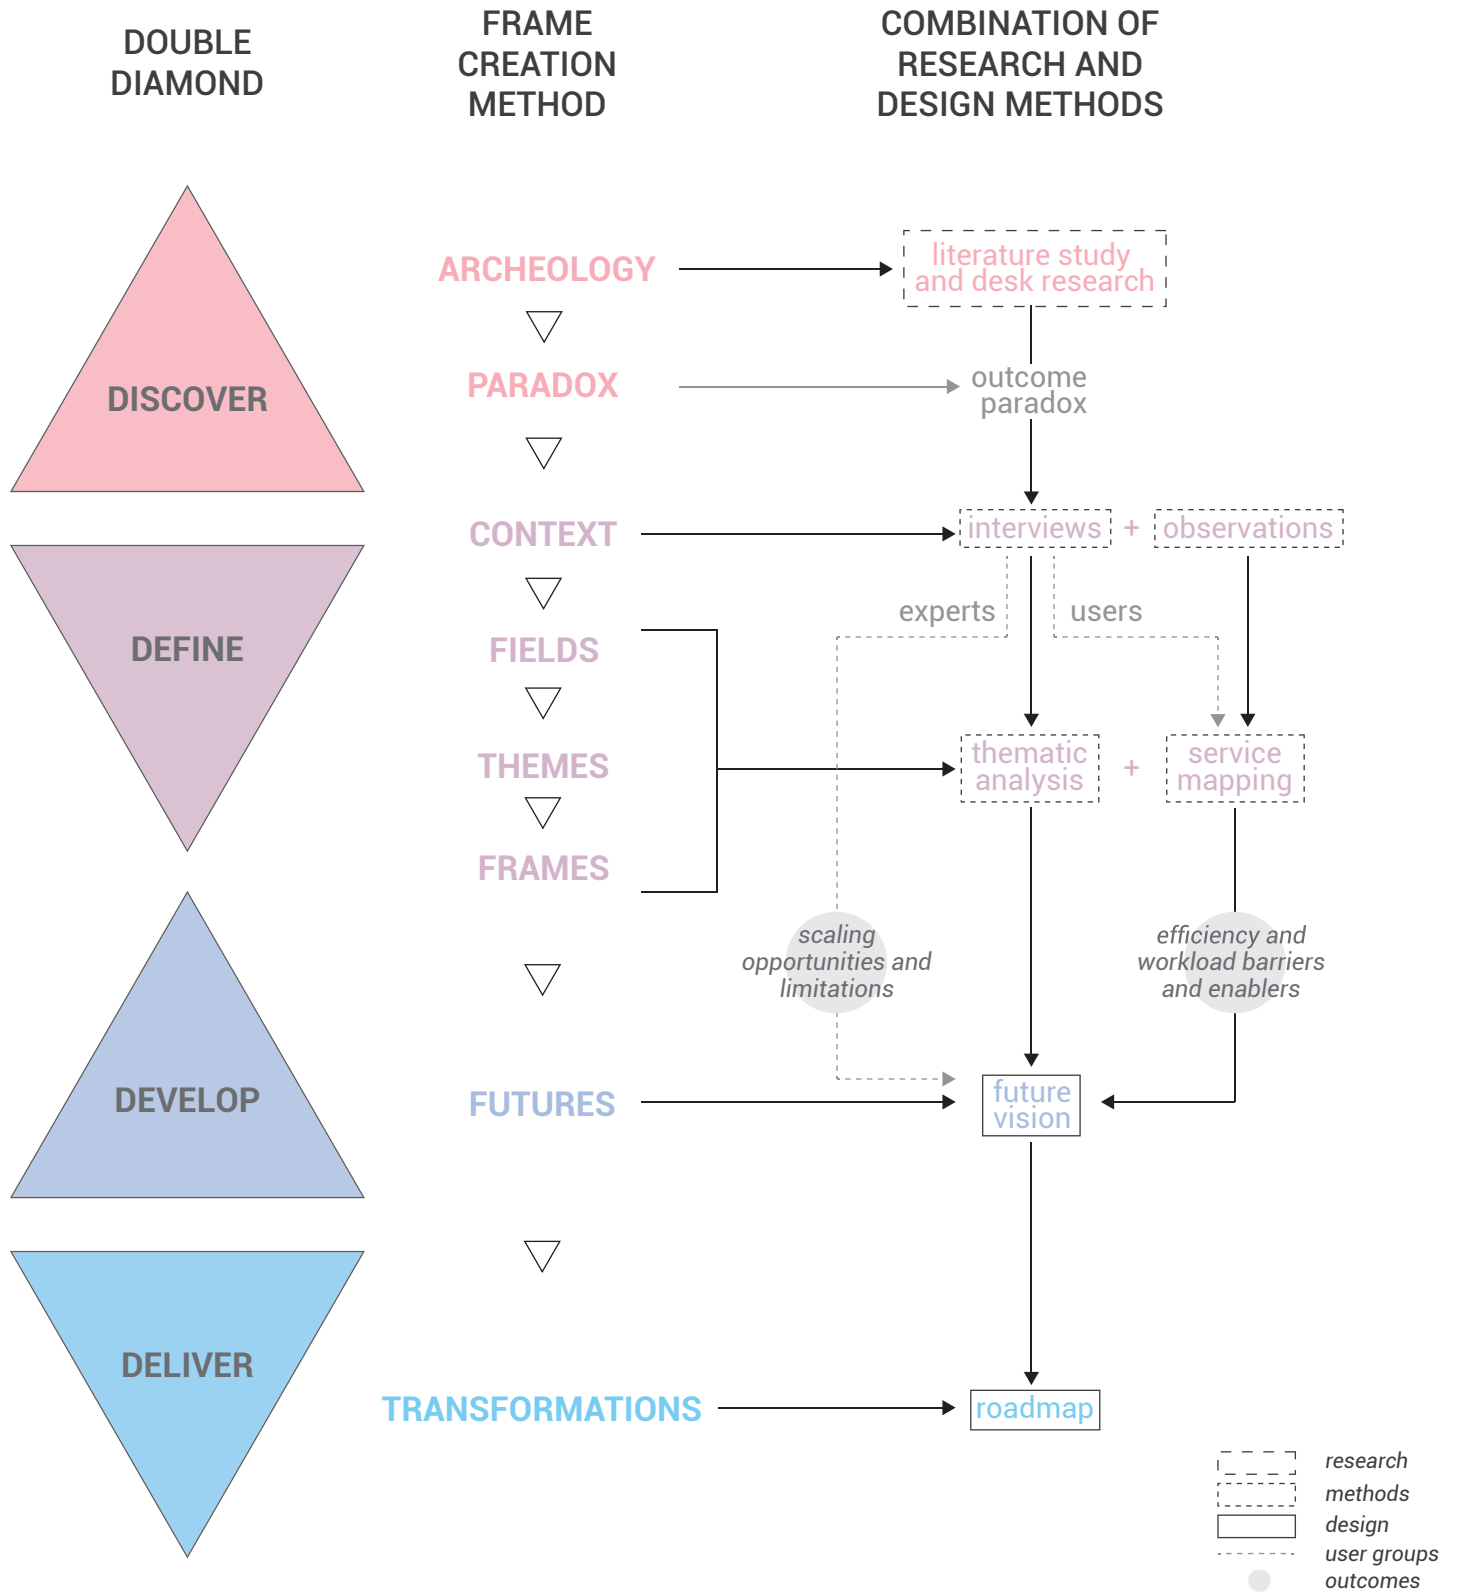 DOUBLE
DIAMOND
FRAME
CREATION
METHOD
COMBINATION OF
RESEARCH AND
DESIGN METHODS
DISCOVER
DEFINE
DEVELOP
DELIVER
ARCHEOLOGY
PARADOX
CONTEXT
FIELDS
THEMES
FRAMES
FUTURES
TRANSFORMATIONS
literature study
and desk research
outcome
paradox
interviews + observations
experts
users
thematic
analysis
+
service
mapping
scaling
opportunities and
limitations
efficiency and
workload barriers
and enablers
future
vision
roadmap
research
methods
design
user groups
outcomes